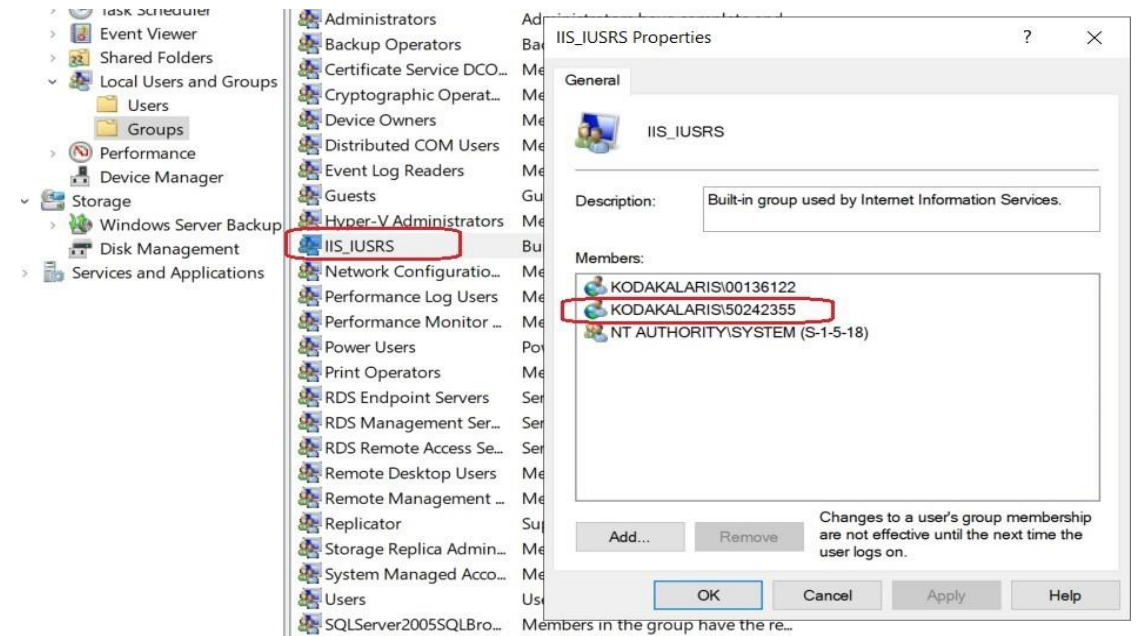 Task Scheduler
Event Viewer
Shared Folders
Local Users and Groups
Users
Groups
Performance
Device Manager
Storage
Windows Server Backup
Disk Management
Services and Applications
Administrators
Backup Operators
Certificate Service DCO...
Cryptographic Operat...
Device Owners
Distributed COM Users
Event Log Readers
Guests
Hyper-V Administrators
IIS_IUSRS
Network Configuratio...
Performance Log Users
Performance Monitor ...
Power Users
Print Operators
RDS Endpoint Servers
RDS Management Ser...
RDS Remote Access Se...
Remote Desktop Users
Remote Management ...
Replicator
Storage Replica Admin...
System Managed Acco...
Users
SQLServer2005SQLBro... Members in the group have the re...
IIS_IUSRS Properties
?
General
IIS_IUSRS
Description: Built-in group used by Internet Information Services.
Members:
KODAKALARIS\00136122
KODAKALARIS\50242355
NT AUTHORITY\SYSTEM (S-1-5-18)
Add... Remove
Changes to a user's group membership
are not effective until the next time the
user logs on.
OK Cancel Apply Help